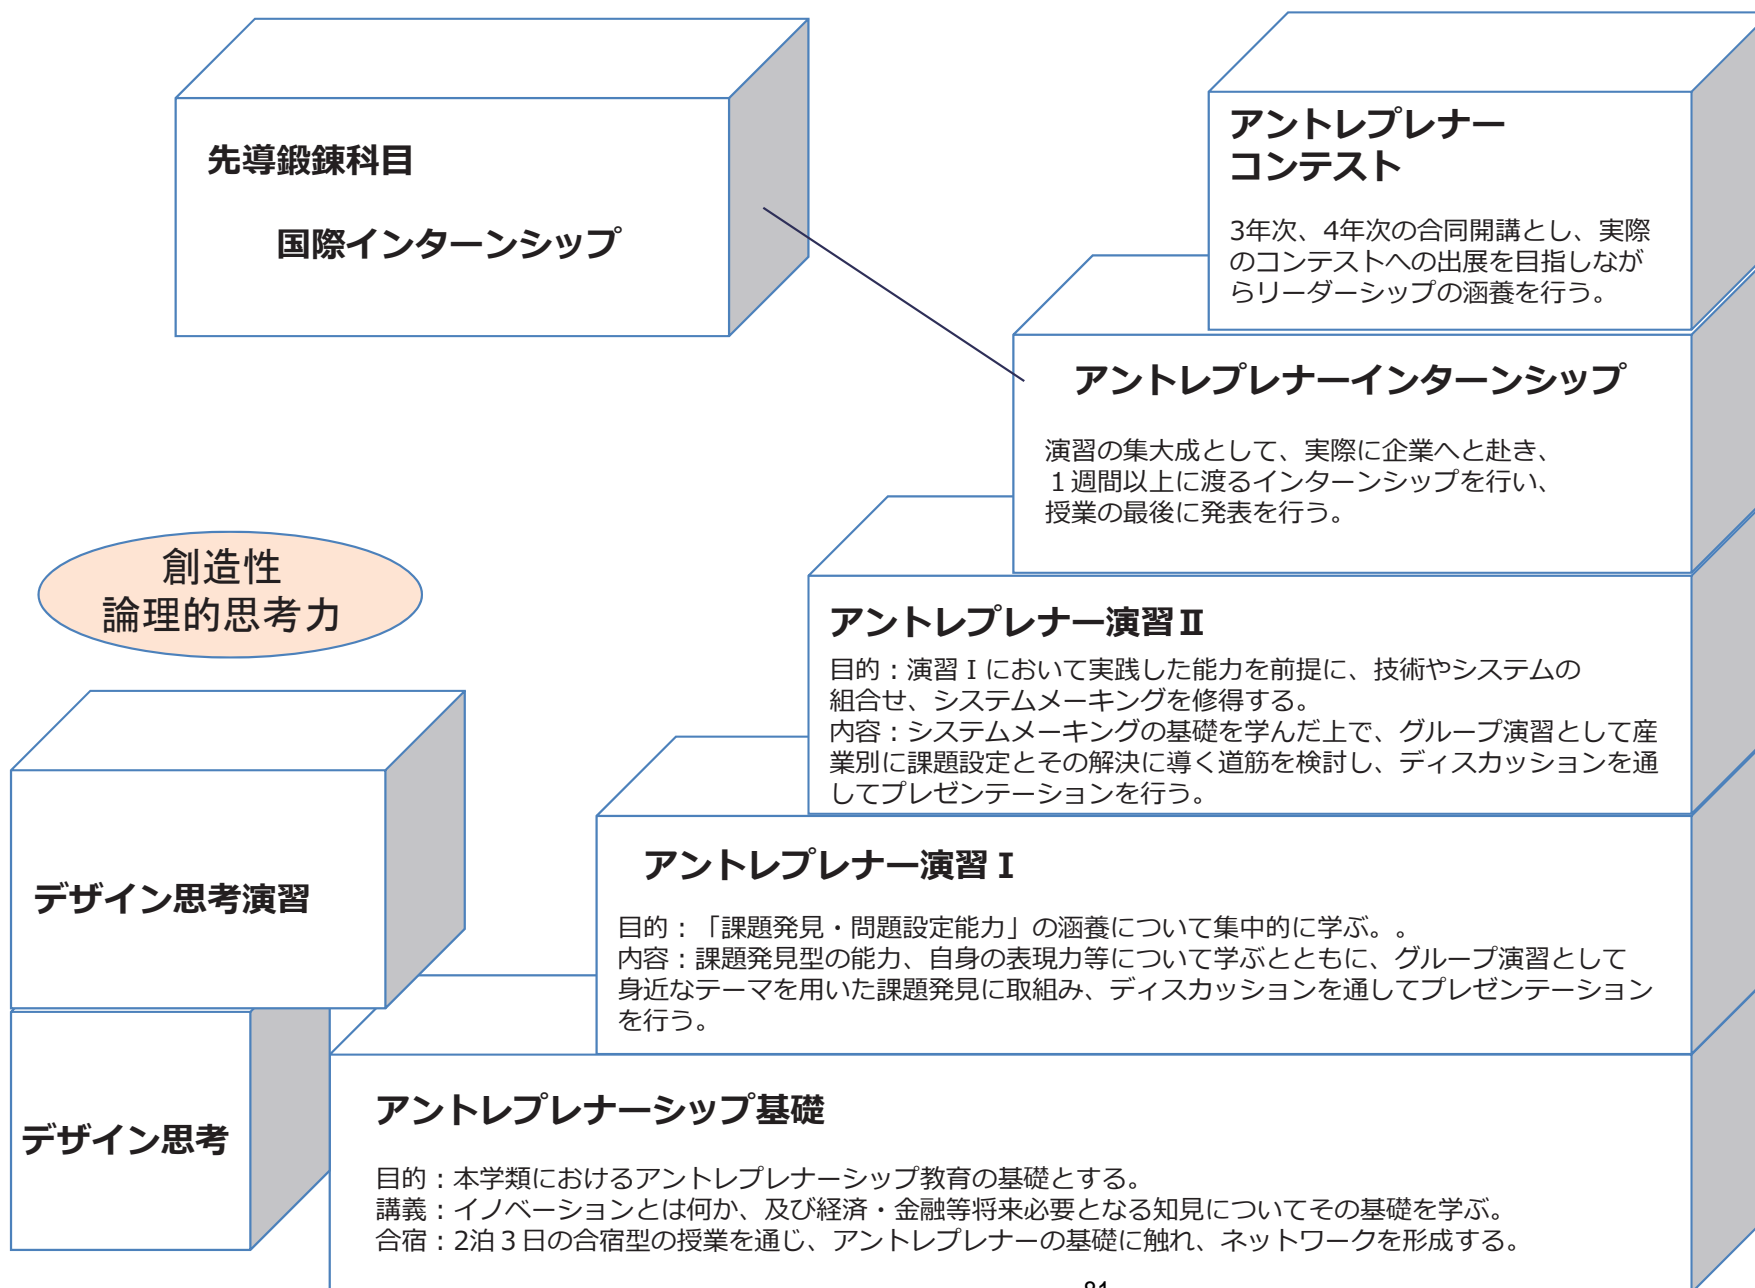 先導鍛錬科目
国際インターンシップ
アントレプレナー
コンテスト
3年次、4年次の合同開講とし、実際
のコンテストへの出展を目指しなが
らリーダーシップの涵養を行う。
アントレプレナーインターンシップ
演習の集大成として、実際に企業へと赴き、
１週間以上に渡るインターンシップを行い、
授業の最後に発表を行う。
創造性
論理的思考力
アントレプレナー演習Ⅱ
目的：演習Ⅰにおいて実践した能力を前提に、技術やシステムの
組合せ、システムメーキングを修得する。
内容：システムメーキングの基礎を学んだ上で、グループ演習として産
業別に課題設定とその解決に導く道筋を検討し、ディスカッションを通
してプレゼンテーションを行う。
デザイン思考演習
アントレプレナー演習Ⅰ
目的：「課題発見・問題設定能力」の涵養について集中的に学ぶ。。
内容：課題発見型の能力、自身の表現力等について学ぶとともに、グループ演習として
身近なテーマを用いた課題発見に取組み、ディスカッションを通してプレゼンテーション
を行う。
デザイン思考
アントレプレナーシップ基礎
目的：本学類におけるアントレプレナーシップ教育の基礎とする。
講義：イノベーションとは何か、及び経済・金融等将来必要となる知見についてその基礎を学ぶ。
合宿：2泊３日の合宿型の授業を通じ、アントレプレナーの基礎に触れ、ネットワークを形成する。